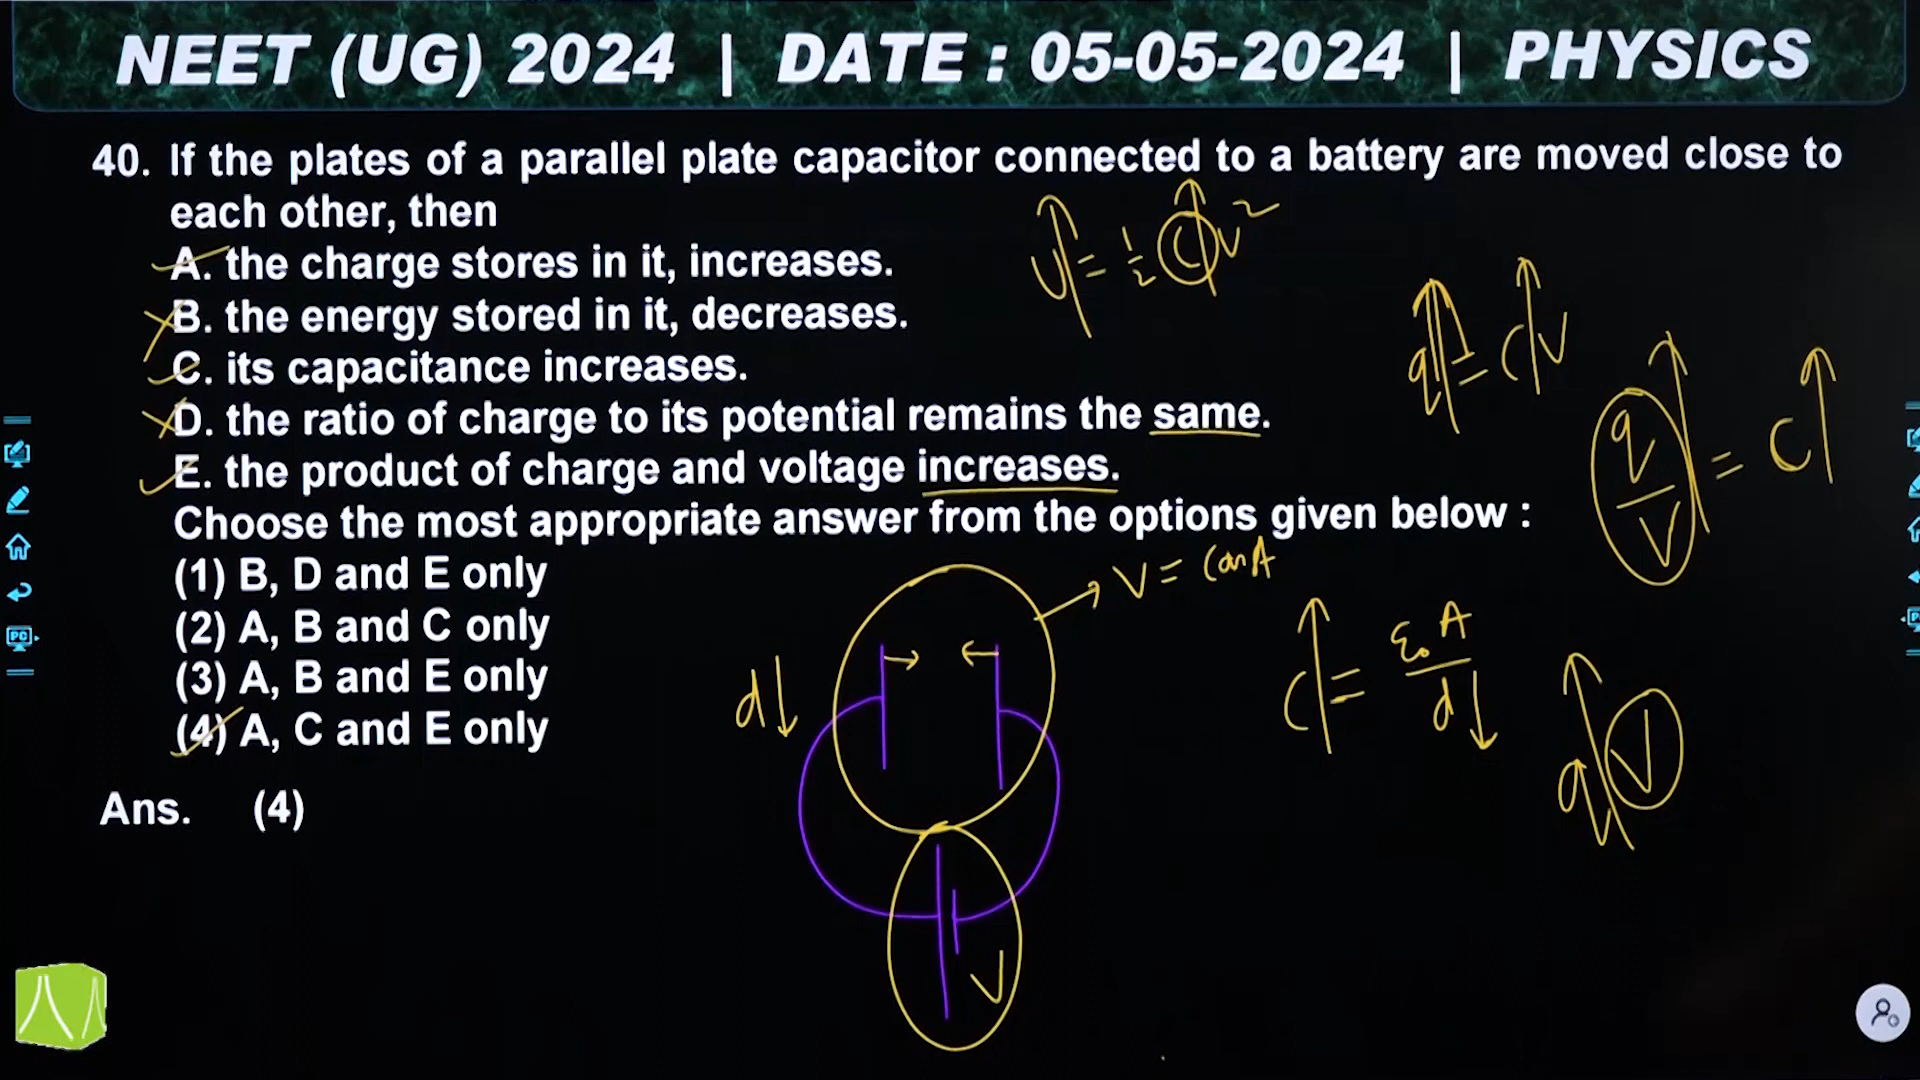 NEET (UG) 2024 | DATE : 05-05-2024 | PHYSICS
40. If the plates of a parallel plate capacitor connected to a battery are moved close to
each other, then
A. the charge stores in it, increases.
B. the energy stored in it, decreases.
C. its capacitance increases.
D. the ratio of charge to its potential remains the same.
E. the product of charge and voltage increases.
Choose the most appropriate answer from the options given below :
(1) B, D and E only
(2) A, B and C only
(3) A, B and E only
(4) A, C and E only
Ans. (4)
U↑ = 1/2 C↑ V²
q↑ = C↑ V
q/V ↑ = C↑
V =
d↓
C↑ = ε₀ A / d↓
q↑ V
V
PC